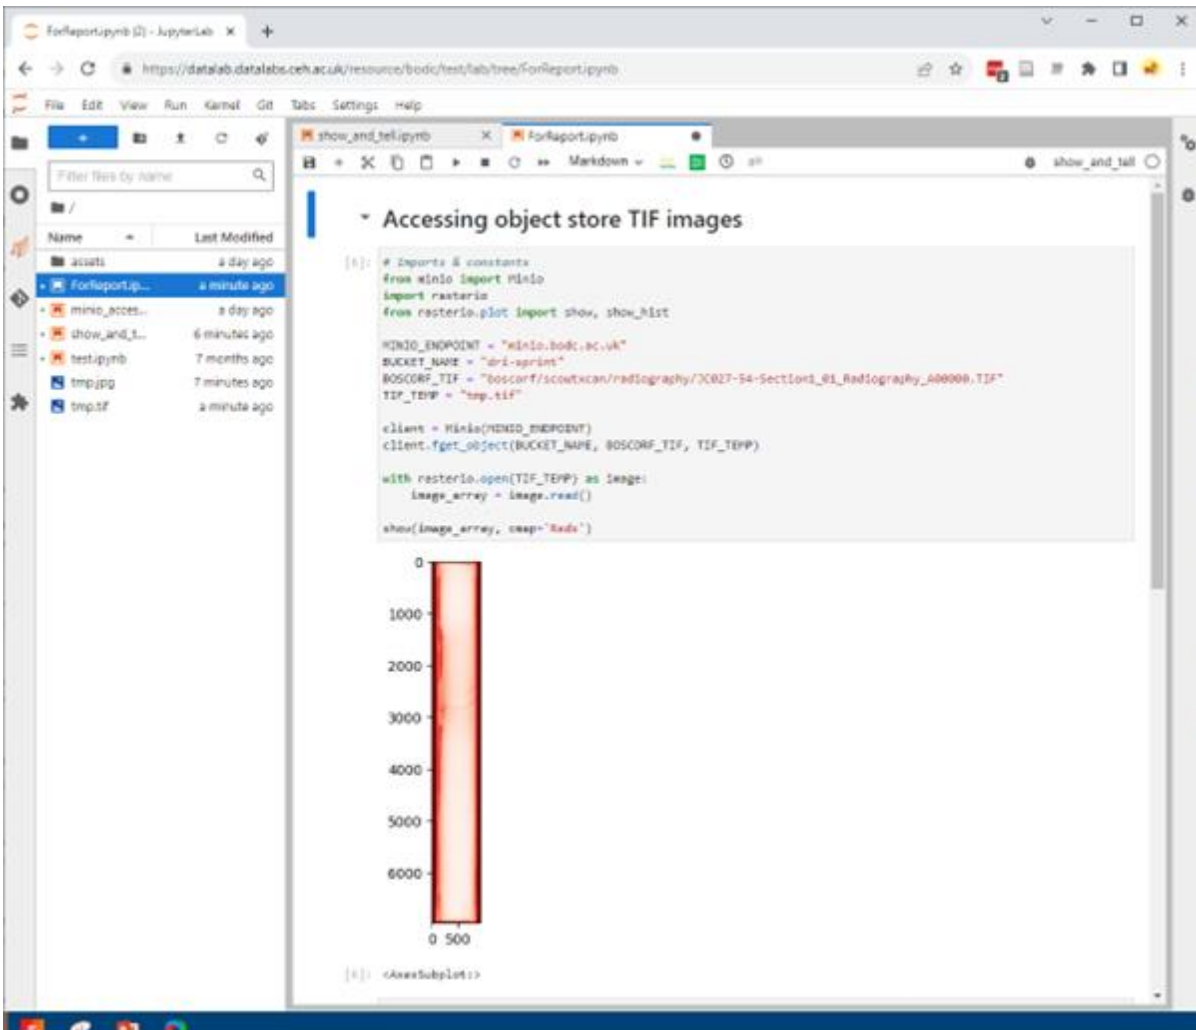 ForReport.ipynb (2) - JupyterLab
https://datalab.datalabs.ceh.ac.uk/resource/bodc/test/lab/tree/ForReport.ipynb
File Edit View Run Kernel Git Tabs Settings Help
show_and_tell.ipynb
ForReport.ipynb
Markdown
show_and_tell
Filter files by name
/
Name Last Modified
assets a day ago
ForReport.ip... a minute ago
minio_acces... a day ago
show_and_t... 6 minutes ago
test.ipynb 7 months ago
tmp.jpg 7 minutes ago
tmp.tif a minute ago
Accessing object store TIF images
[6]: # Imports & constants
from minio import Minio
import rasterio
from rasterio.plot import show, show_hist
MINIO_ENDPOINT = "minio.bodc.ac.uk"
BUCKET_NAME = "dri-sprint"
BOSCORF_TIF = "boscorf/scoutxcan/radiography/JC027-54-Section1_01_Radiography_A00000.TIF"
TIF_TEMP = "tmp.tif"
client = Minio(MINIO_ENDPOINT)
client.fget_object(BUCKET_NAME, BOSCORF_TIF, TIF_TEMP)
with rasterio.open(TIF_TEMP) as image:
image_array = image.read()
show(image_array, cmap='Reds')
0
1000
2000
3000
4000
5000
6000
0 500
[6]: <AxesSubplot:>